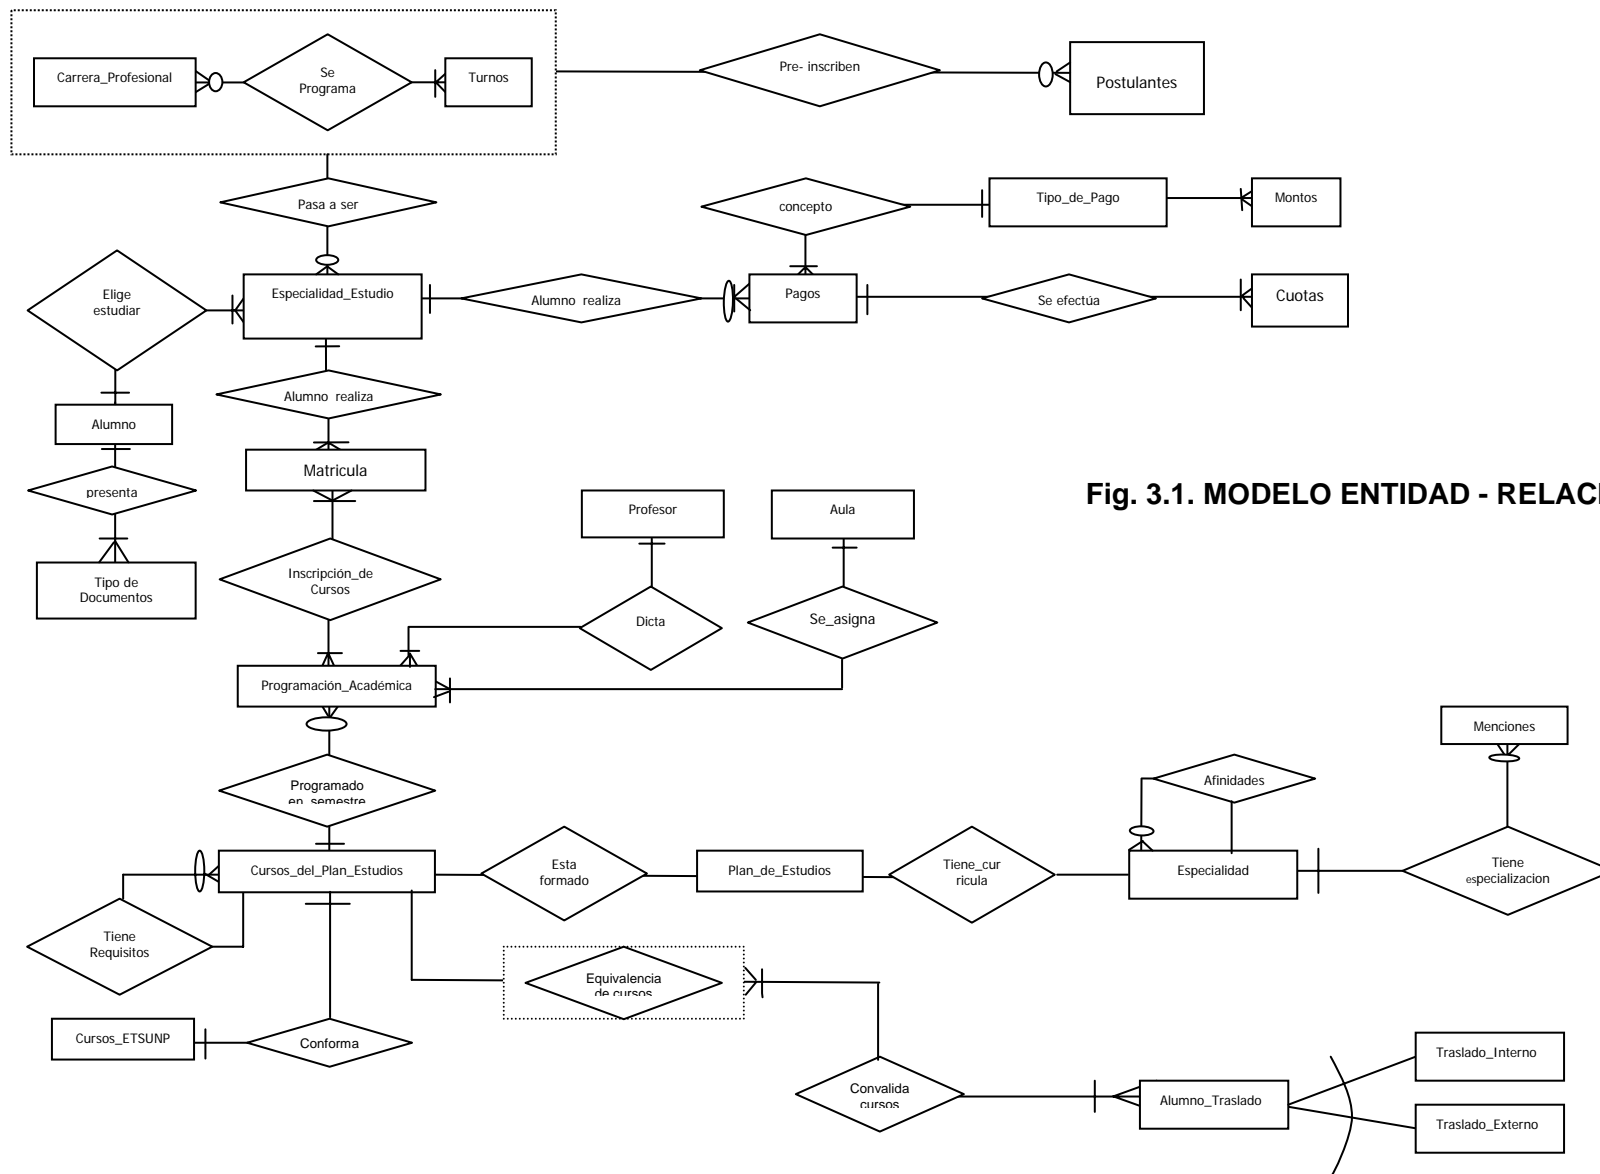 Carrera_Profesional
Se
Programa
Turnos
Pre- inscriben
Postulantes
Pasa a ser
concepto
Tipo_de_Pago
Montos
Elige
estudiar
Especialidad_Estudio
Alumno realiza
Pagos
Se efectúa
Cuotas
Alumno
Alumno realiza
presenta
Matricula
Tipo de
Documentos
Profesor
Aula
Fig. 3.1. MODELO ENTIDAD - RELACI
Inscripción_de
Cursos
Dicta
Se_asigna
Programación_Académica
Menciones
Programado
en semestre
Afinidades
Cursos_del_Plan_Estudios
Esta
formado
Plan_de_Estudios
Tiene_cur
ricula
Especialidad
Tiene
especializacion
Tiene
Requisitos
Equivalencia
de cursos
Cursos_ETSUNP
Conforma
Convalida
cursos
Alumno_Traslado
Traslado_Interno
Traslado_Externo